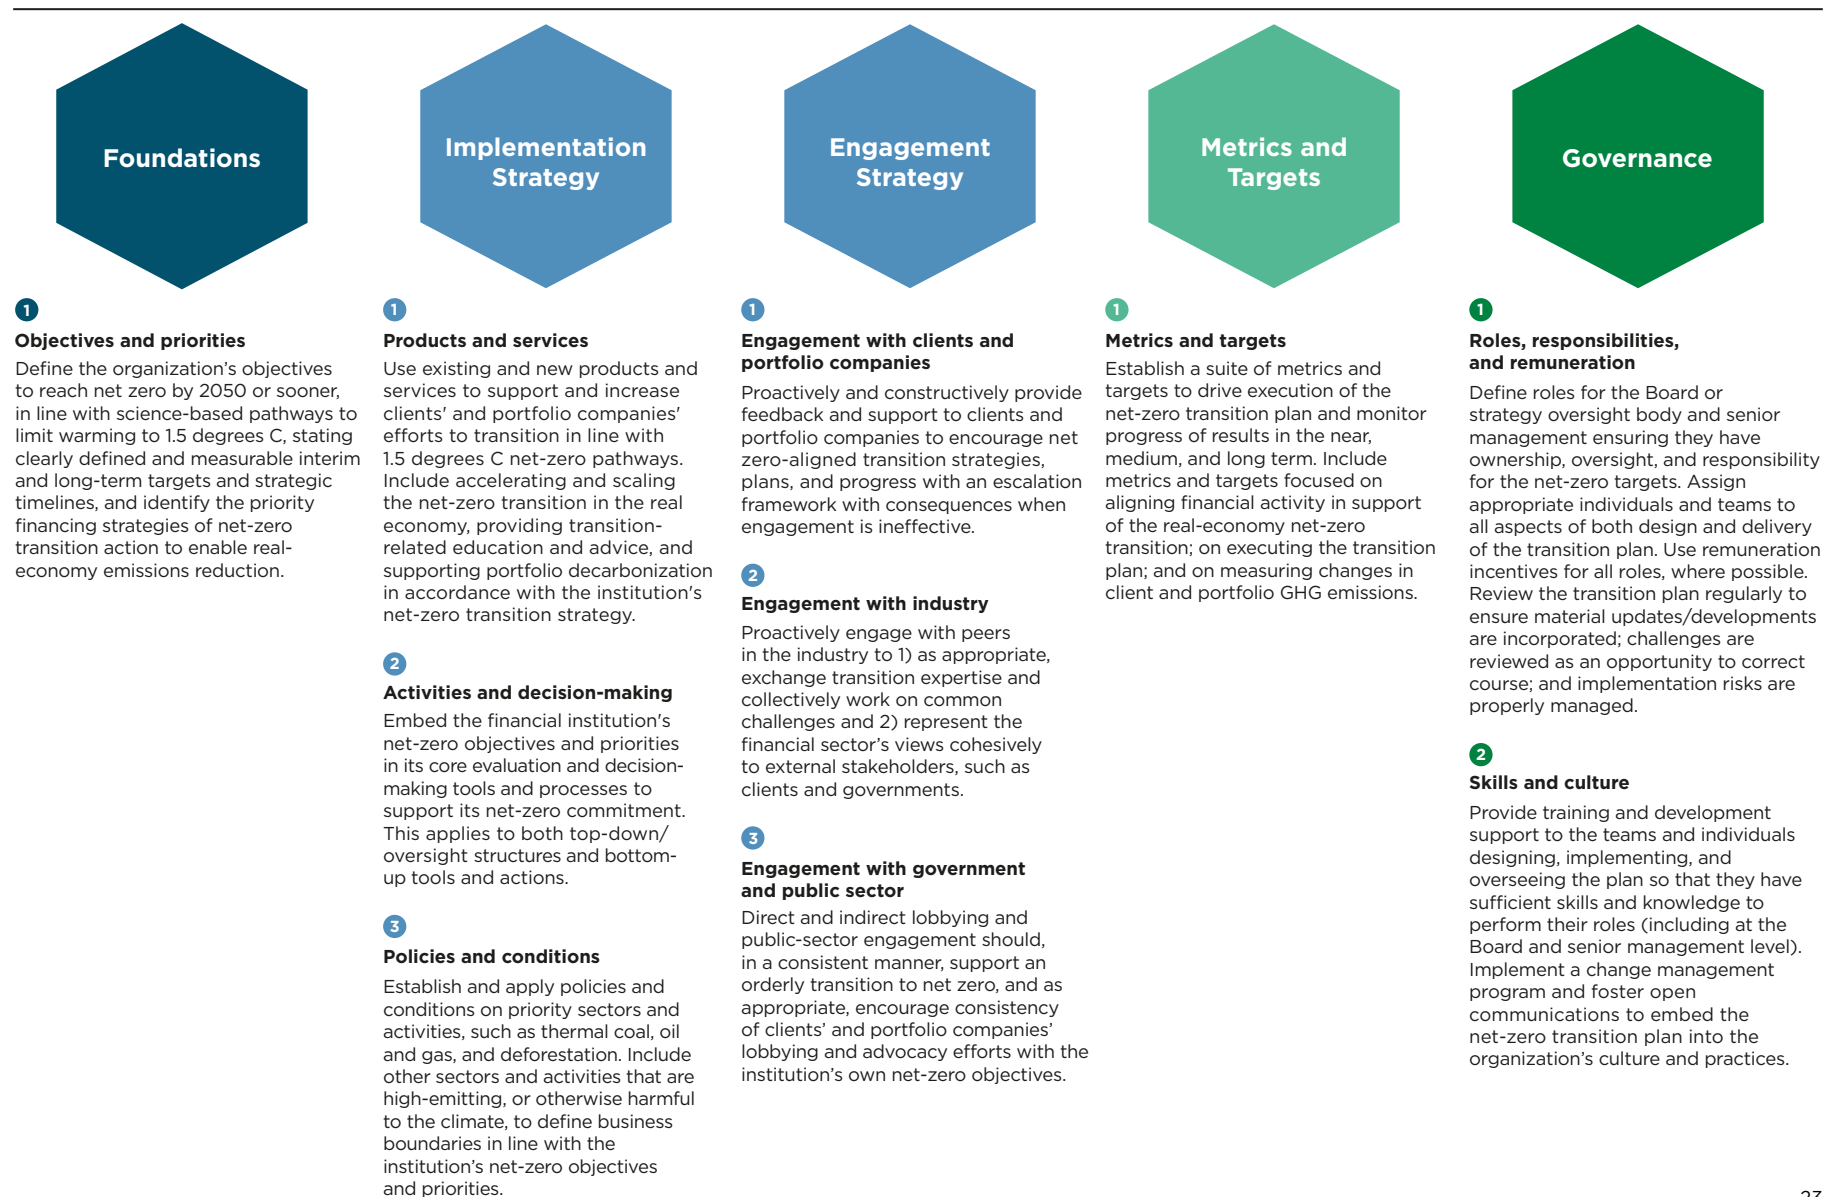 Foundations
Implementation
Strategy
Engagement
Strategy
Metrics and
Targets
Governance
1
Objectives and priorities
Define the organization’s objectives
to reach net zero by 2050 or sooner,
in line with science-based pathways to
limit warming to 1.5 degrees C, stating
clearly defined and measurable interim
and long-term targets and strategic
timelines, and identify the priority
financing strategies of net-zero
transition action to enable real-
economy emissions reduction.
1
Products and services
Use existing and new products and
services to support and increase
clients' and portfolio companies'
efforts to transition in line with
1.5 degrees C net-zero pathways.
Include accelerating and scaling
the net-zero transition in the real
economy, providing transition-
related education and advice, and
supporting portfolio decarbonization
in accordance with the institution's
net-zero transition strategy.
2
Activities and decision-making
Embed the financial institution's
net-zero objectives and priorities
in its core evaluation and decision-
making tools and processes to
support its net-zero commitment.
This applies to both top-down/
oversight structures and bottom-
up tools and actions.
3
Policies and conditions
Establish and apply policies and
conditions on priority sectors and
activities, such as thermal coal, oil
and gas, and deforestation. Include
other sectors and activities that are
high-emitting, or otherwise harmful
to the climate, to define business
boundaries in line with the
institution’s net-zero objectives
and priorities.
1
Engagement with clients and
portfolio companies
Proactively and constructively provide
feedback and support to clients and
portfolio companies to encourage net
zero-aligned transition strategies,
plans, and progress with an escalation
framework with consequences when
engagement is ineffective.
2
Engagement with industry
Proactively engage with peers
in the industry to 1) as appropriate,
exchange transition expertise and
collectively work on common
challenges and 2) represent the
financial sector’s views cohesively
to external stakeholders, such as
clients and governments.
3
Engagement with government
and public sector
Direct and indirect lobbying and
public-sector engagement should,
in a consistent manner, support an
orderly transition to net zero, and as
appropriate, encourage consistency
of clients’ and portfolio companies’
lobbying and advocacy efforts with the
institution’s own net-zero objectives.
1
Metrics and targets
Establish a suite of metrics and
targets to drive execution of the
net-zero transition plan and monitor
progress of results in the near,
medium, and long term. Include
metrics and targets focused on
aligning financial activity in support
of the real-economy net-zero
transition; on executing the transition
plan; and on measuring changes in
client and portfolio GHG emissions.
1
Roles, responsibilities,
and remuneration
Define roles for the Board or
strategy oversight body and senior
management ensuring they have
ownership, oversight, and responsibility
for the net-zero targets. Assign
appropriate individuals and teams to
all aspects of both design and delivery
of the transition plan. Use remuneration
incentives for all roles, where possible.
Review the transition plan regularly to
ensure material updates/developments
are incorporated; challenges are
reviewed as an opportunity to correct
course; and implementation risks are
properly managed.
2
Skills and culture
Provide training and development
support to the teams and individuals
designing, implementing, and
overseeing the plan so that they have
sufficient skills and knowledge to
perform their roles (including at the
Board and senior management level).
Implement a change management
program and foster open
communications to embed the
net-zero transition plan into the
organization’s culture and practices.